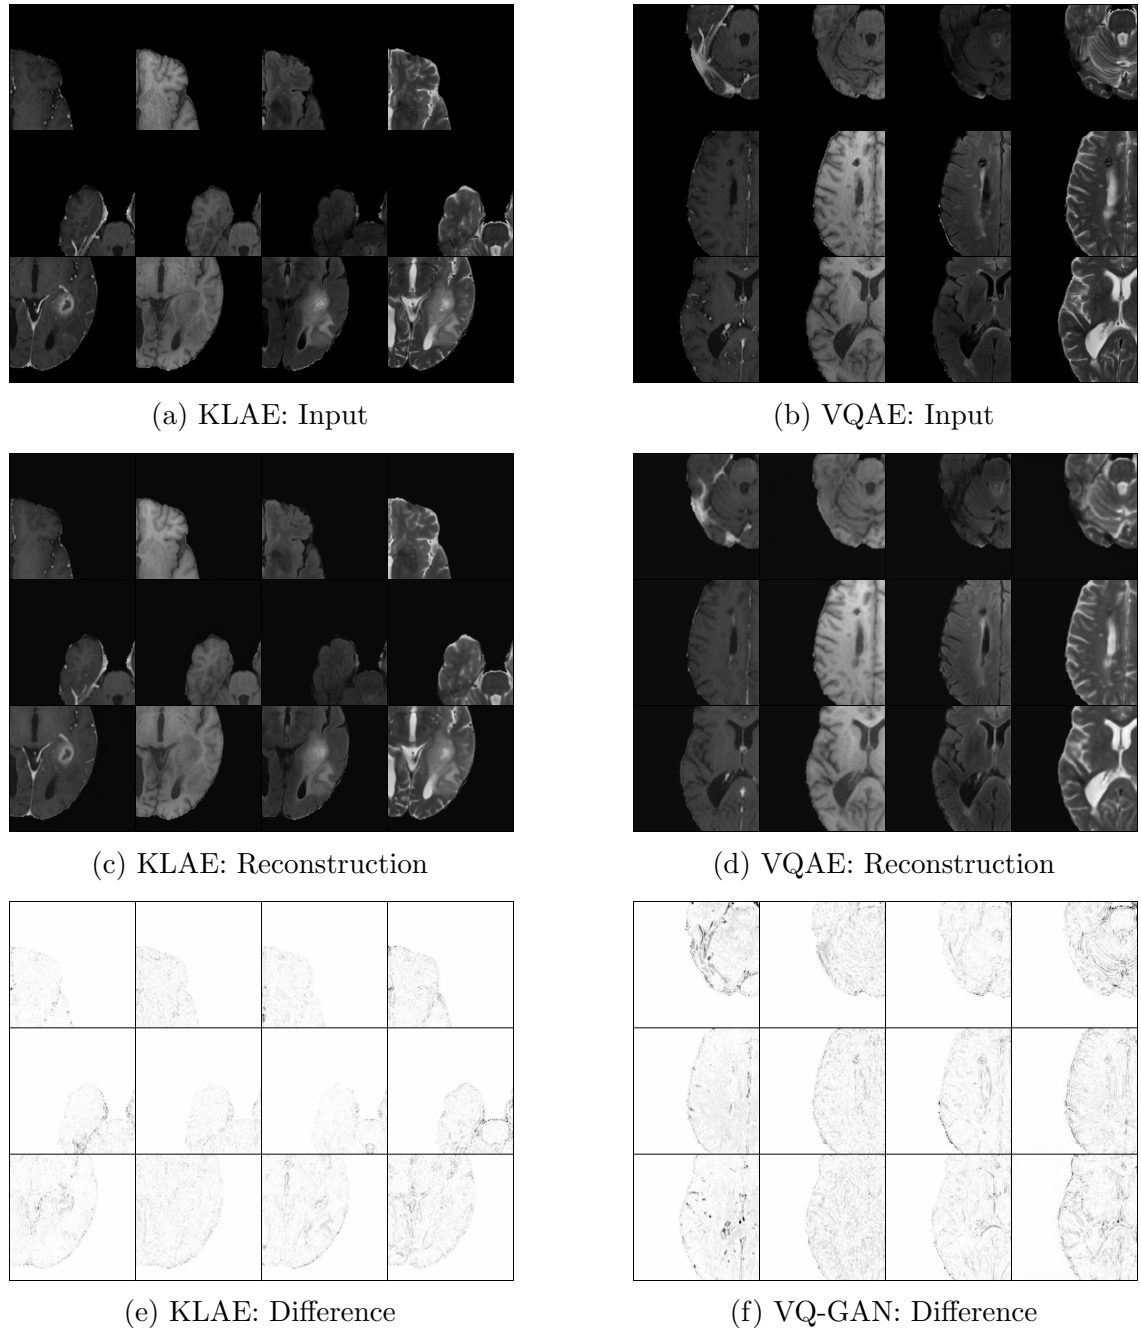 (a) KLAE: Input
(b) VQAE: Input
(c) KLAE: Reconstruction
(d) VQAE: Reconstruction
(e) KLAE: Difference
(f) VQ-GAN: Difference